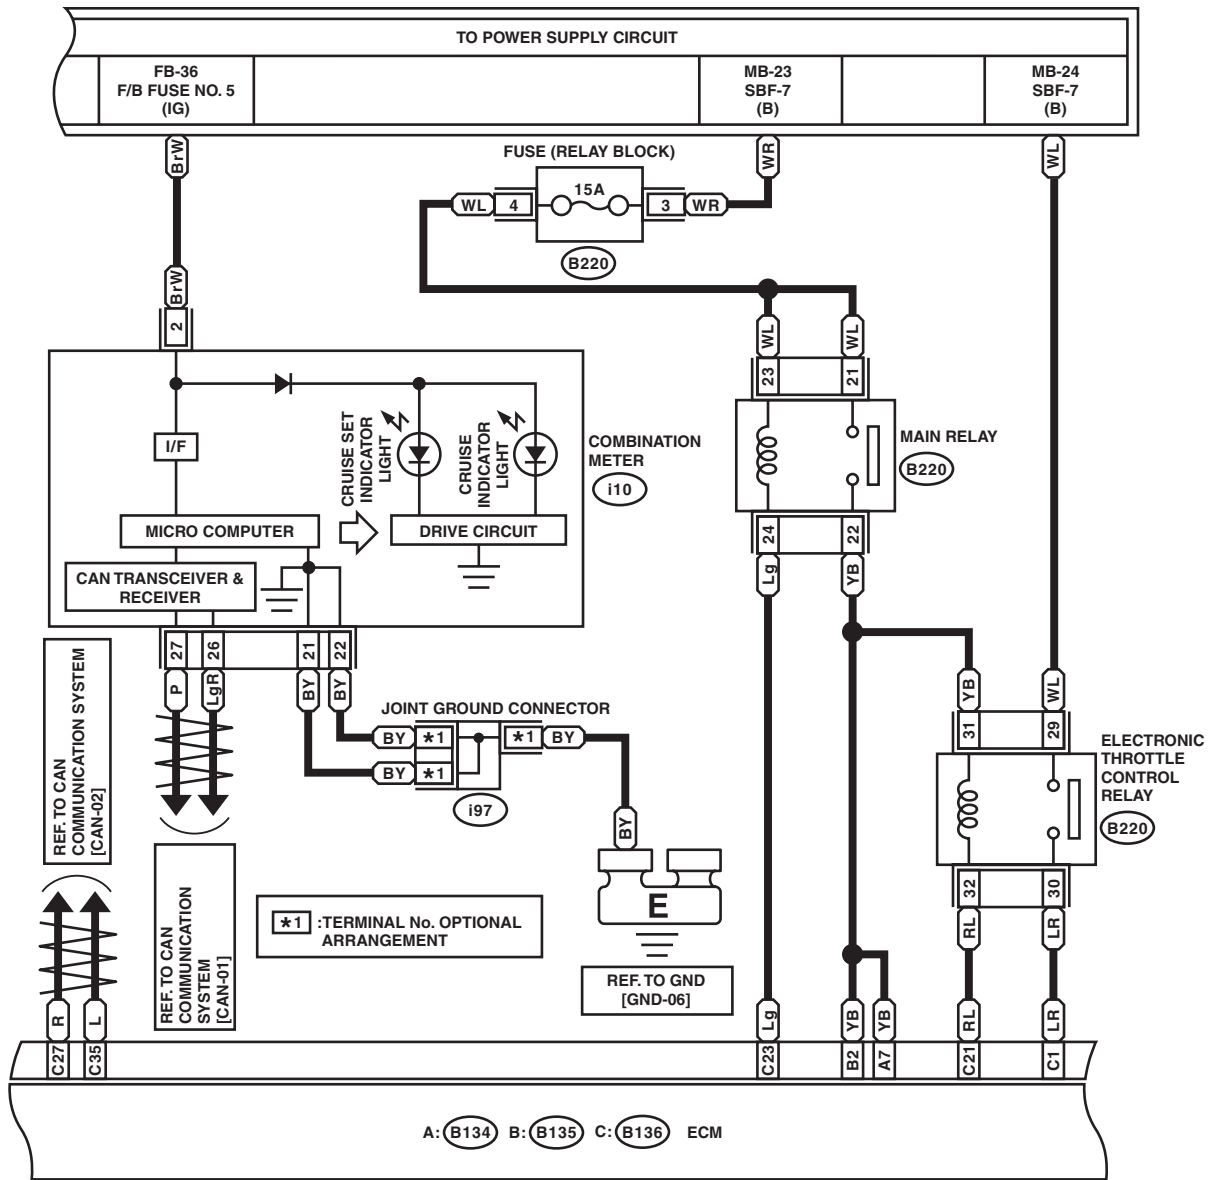 TO POWER SUPPLY CIRCUIT
FB-36
F/B FUSE NO. 5
(IG)
MB-23
SBF-7
(B)
MB-24
SBF-7
(B)
BrW
FUSE (RELAY BLOCK)
WR
WL
WL
4
15A
3
WR
B220
BrW
2
WL
WL
23
21
I/F
CRUISE SET
INDICATOR
LIGHT
CRUISE
INDICATOR
LIGHT
COMBINATION
METER
i10
MAIN RELAY
B220
MICRO COMPUTER
DRIVE CIRCUIT
CAN TRANSCEIVER &
RECEIVER
24
22
Lg
YB
27
26
21
22
P
LgR
BY
BY
YB
WL
31
29
JOINT GROUND CONNECTOR
BY
*1
*1
BY
BY
*1
i97
BY
ELECTRONIC
THROTTLE
CONTROL
RELAY
B220
REF. TO CAN
COMMUNICATION SYSTEM
[CAN-02]
REF. TO CAN
COMMUNICATION
SYSTEM
[CAN-01]
E
32
30
RL
LR
*1 :TERMINAL No. OPTIONAL
ARRANGEMENT
REF. TO GND
[GND-06]
R
L
Lg
YB
YB
RL
LR
C27
C35
C23
B2
A7
C21
C1
A: B134 B: B135 C: B136 ECM